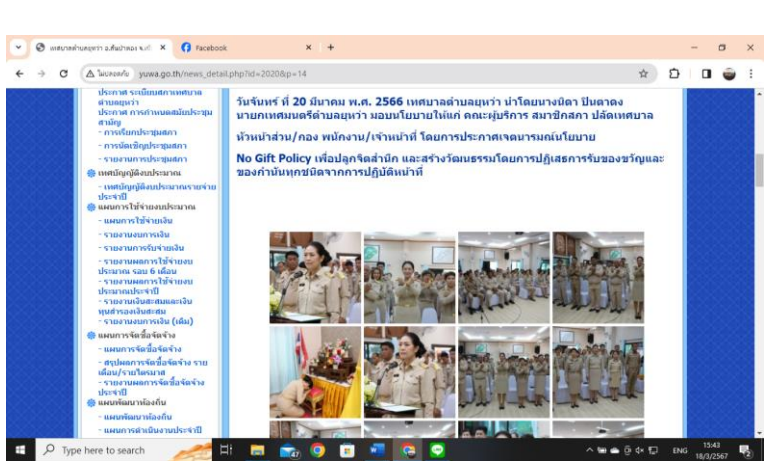 เทศบาลตำบลยุหว่า อ.สันป่าตอง จ.เชี
Facebook
ไม่ปลอดภัย
yuwa.go.th/news_detail.php?id=2020&p=14
ประกาศ ระเบียบสภาเทศบาล
ตำบลยุหว่า
ประกาศ การกำหนดสมัยประชุม
สามัญ
- การเรียกประชุมสภา
- การนัดเชิญประชุมสภา
- รายงานการประชุมสภา
เทศบัญญัติงบประมาณ
- เทศบัญญัติงบประมาณรายจ่าย
ประจำปี
แผนการใช้จ่ายงบประมาณ
- แผนการใช้จ่ายเงิน
- รายงานงบการเงิน
- รายงานการรับจ่ายเงิน
- รายงานผลการใช้จ่ายงบ
ประมาณ รอบ 6 เดือน
- รายงานผลการใช้จ่ายงบ
ประมาณประจำปี
- รายงานเงินสะสมและเงิน
ทุนสำรองเงินสะสม
- รายงานงบการเงิน (เดิม)
แผนการจัดซื้อจัดจ้าง
- แผนการจัดซื้อจัดจ้าง
- สรุปผลการจัดซื้อจัดจ้าง ราย
เดือน/รายไตรมาส
- รายงานผลการจัดซื้อจัดจ้าง
ประจำปี
แผนพัฒนาท้องถิ่น
- แผนพัฒนาท้องถิ่น
- แผนการดำเนินงานประจำปี
วันจันทร์ ที่ 20 มีนาคม พ.ศ. 2566 เทศบาลตำบลยุหว่า นำโดยนางนิตา ปินตาดง
นายกเทศมนตรีตำบลยุหว่า มอบนโยบายให้แก่ คณะผู้บริการ สมาชิกสภา ปลัดเทศบาล
หัวหน้าส่วน/กอง พนักงาน/เจ้าหน้าที่ โดยการประกาศเจตนารมณ์นโยบาย
No Gift Policy เพื่อปลูกจิตสำนึก และสร้างวัฒนธรรมโดยการปฏิเสธการรับของขวัญและ
ของกำนันทุกชนิดจากการปฏิบัติหน้าที่
Type here to search
47
ENG
15:43
18/3/2567
2